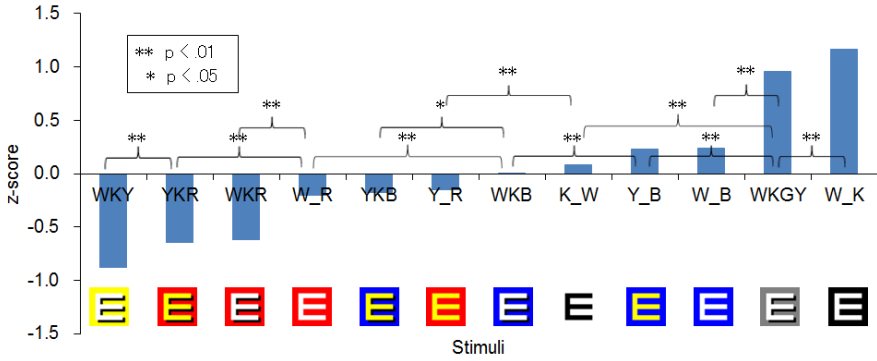 1.5
** p < .01
* p < .05
1.0
0.5
0.0
-0.5
-1.0
-1.5
z-score
** ** ** ** ** * ** ** ** ** ** **
WKY YKR WKR W_R YKB Y_R WKB K_W Y_B W_B WKGY W_K
E E E E E E E E E E E E
Stimuli